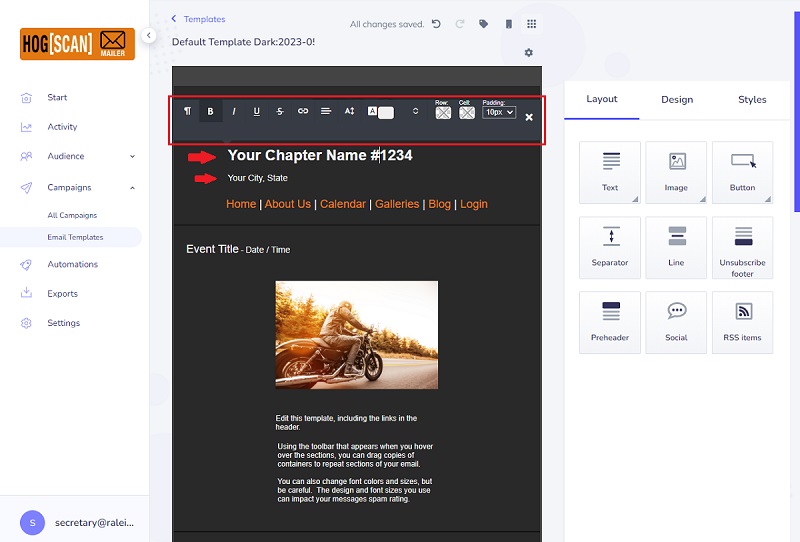 HOG[SCAN]
MAILER
Start
Activity
Audience
Campaigns
All Campaigns
Email Templates
Automations
Exports
Settings
S
secretary@ralei...
Templates
All changes saved.
Default Template Dark:2023-0!
¶ B I U S A
Row:
Cell:
Padding:
10px
Your Chapter Name #1234
Your City, State
Home | About Us | Calendar | Galleries | Blog | Login
Event Title - Date / Time
Edit this template, including the links in the
header.
Using the toolbar that appears when you hover
over the sections, you can drag copies of
containers to repeat sections of your email.
You can also change font colors and sizes, but
be careful. The design and font sizes you use
can impact your messages spam rating.
Layout
Design
Styles
Text
Image
Button
Separator
Line
Unsubscribe
footer
Preheader
Social
RSS items